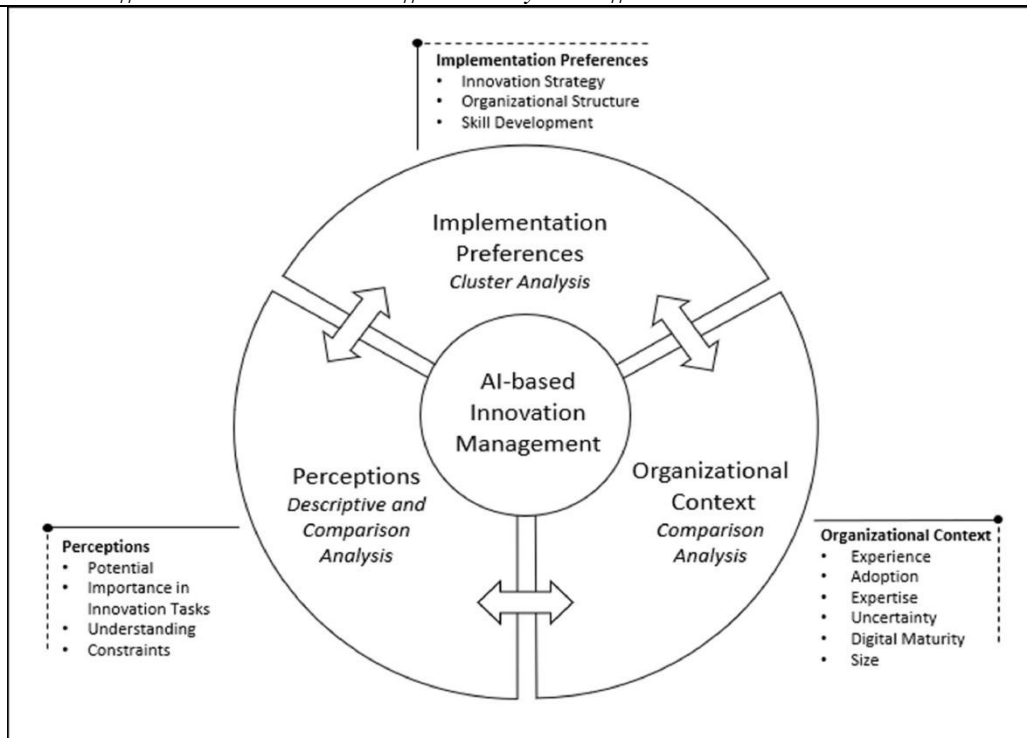 Implementation Preferences
• Innovation Strategy
• Organizational Structure
• Skill Development
Implementation
Preferences
Cluster Analysis
AI-based
Innovation
Management
Perceptions
Descriptive and
Comparison
Analysis
Organizational
Context
Comparison
Analysis
Perceptions
• Potential
• Importance in
Innovation Tasks
• Understanding
• Constraints
Organizational Context
• Experience
• Adoption
• Expertise
• Uncertainty
• Digital Maturity
• Size